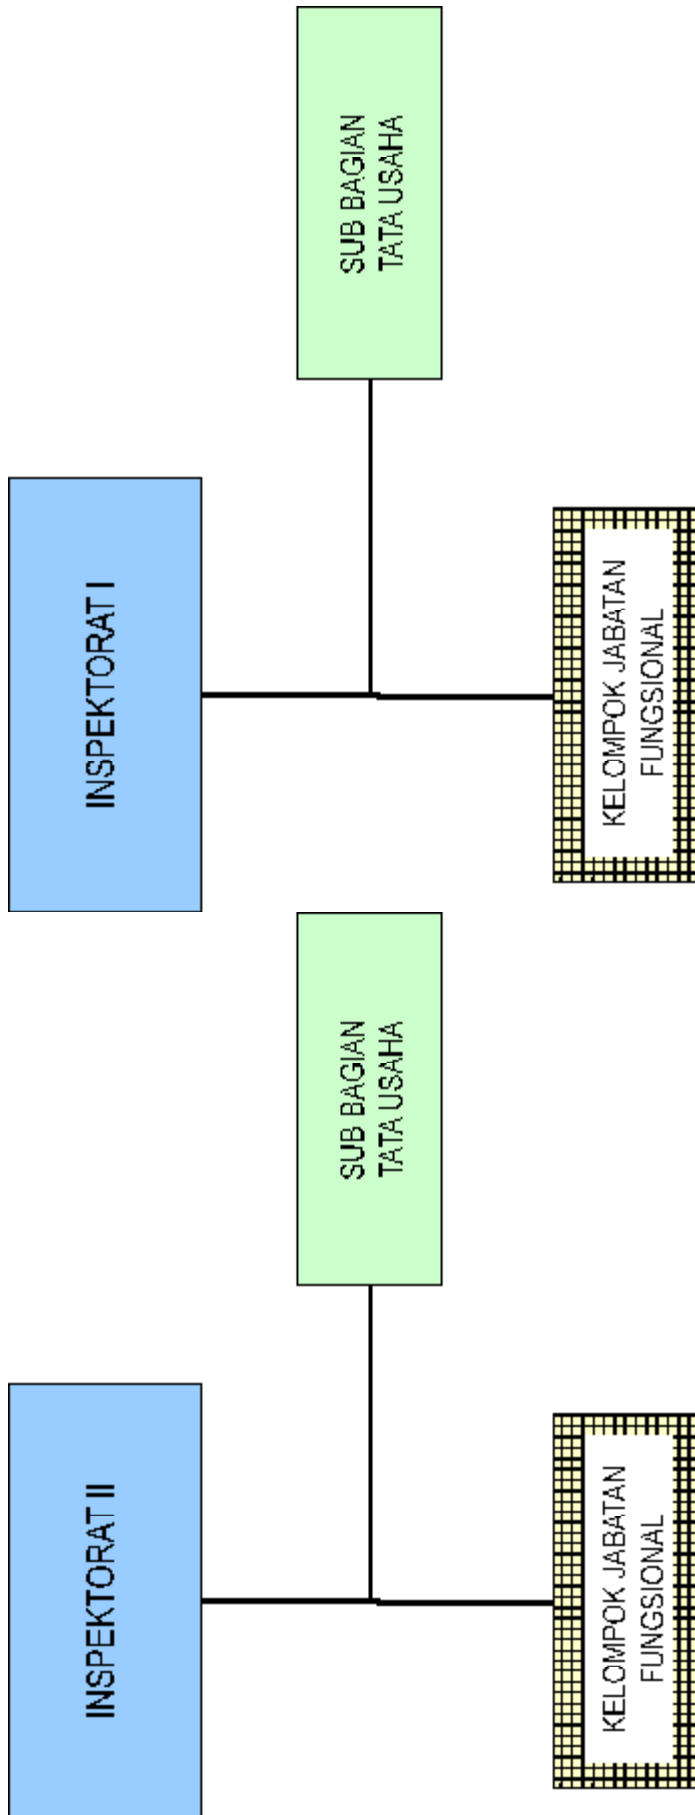 SUB BAGIAN
TATA USAHA
INSPEKTORAT I
KELOMPOK JABATAN
FUNGSIONAL
SUB BAGIAN
TATA USAHA
INSPEKTORAT II
KELOMPOK JABATAN
FUNGSIONAL